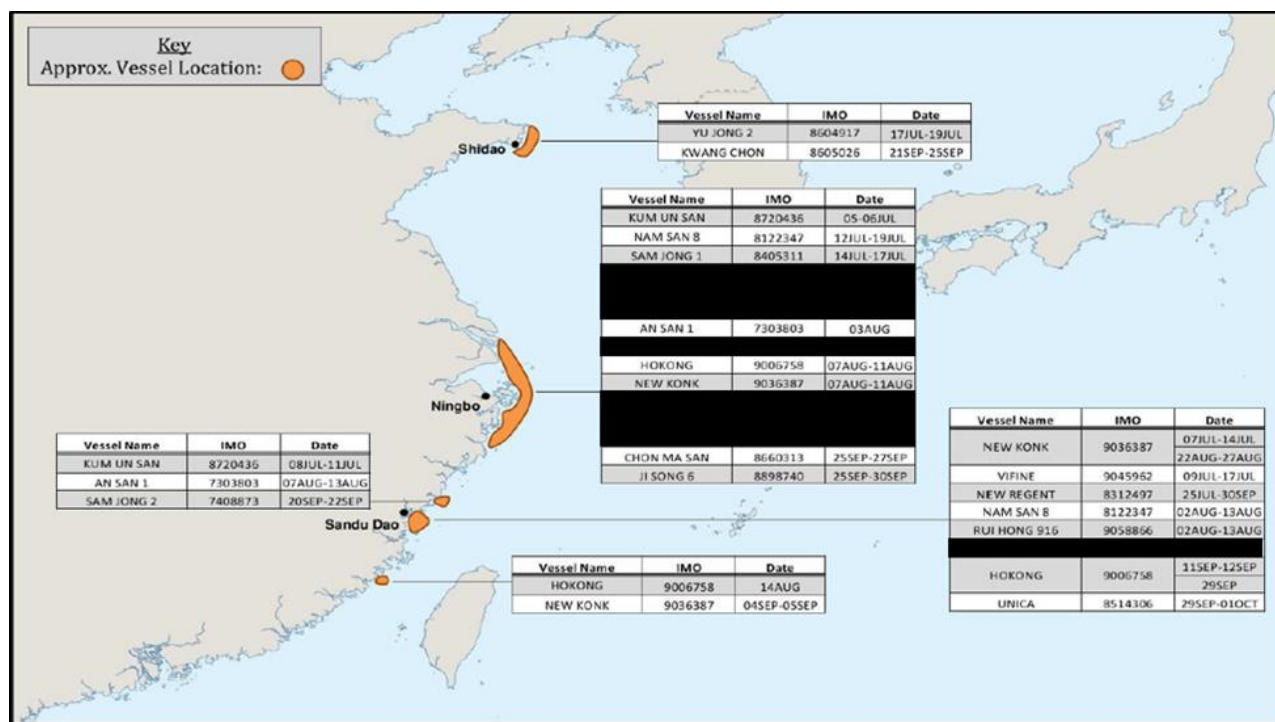 Key
Approx. Vessel Location:
Shidao
Vessel Name IMO Date
YU JONG 2 8604917 17JUL-19JUL
KWANG CHON 8605026 21SEP-25SEP
Vessel Name IMO Date
KUM UN SAN 8720436 05-06JUL
NAM SAN 8 8122347 12JUL-19JUL
SAM JONG 1 8405311 14JUL-17JUL
AN SAN 1 7303803 03AUG
HOKONG 9006758 07AUG-11AUG
NEW KONK 9036387 07AUG-11AUG
CHON MA SAN 8660313 25SEP-27SEP
JI SONG 6 8898740 25SEP-30SEP
Ningbo
Vessel Name IMO Date
KUM UN SAN 8720436 08JUL-11JUL
AN SAN 1 7303803 07AUG-13AUG
SAM JONG 2 7408873 20SEP-22SEP
Sandu Dao
Vessel Name IMO Date
NEW KONK 9036387 07JUL-14JUL
22AUG-27AUG
VIFINE 9045962 09JUL-17JUL
NEW REGENT 8312497 25JUL-30SEP
NAM SAN 8 8122347 02AUG-13AUG
RUI HONG 916 9058866 02AUG-13AUG
HOKONG 9006758 11SEP-12SEP
29SEP
UNICA 8514306 29SEP-01OCT
Vessel Name IMO Date
HOKONG 9006758 14AUG
NEW KONK 9036387 04SEP-05SEP